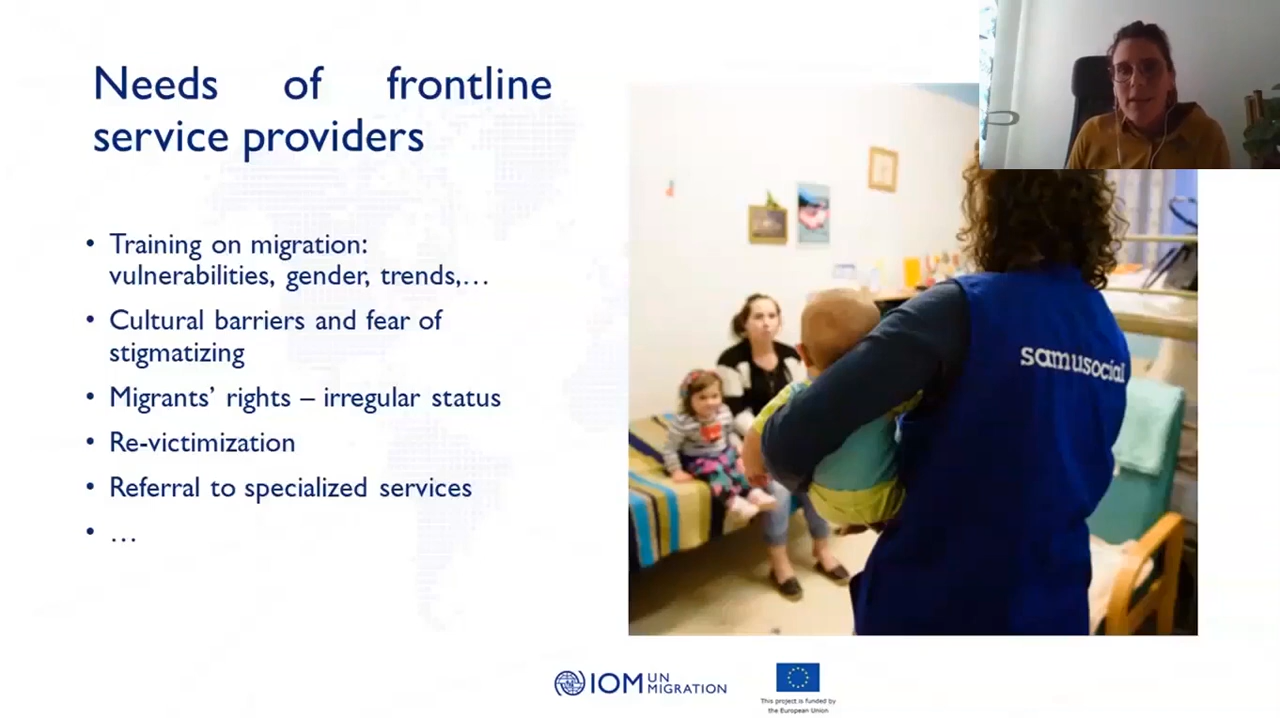 Needs of frontline
service providers
• Training on migration:
vulnerabilities, gender, trends,...
• Cultural barriers and fear of
stigmatizing
• Migrants’ rights – irregular status
• Re-victimization
• Referral to specialized services
• ...
samusocial
IOM UN
MIGRATION
This project is funded by
the European Union